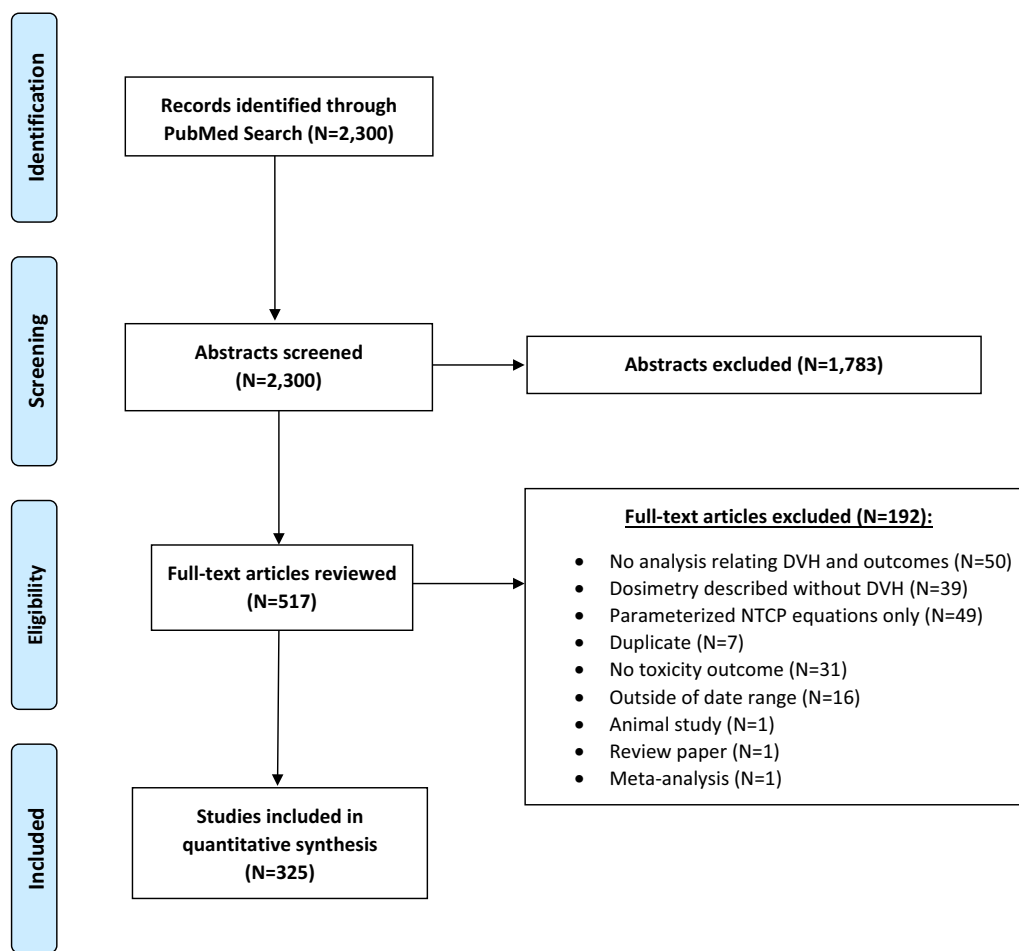 Identification
Records identified through
PubMed Search (N=2,300)
Screening
Abstracts screened
(N=2,300)
Abstracts excluded (N=1,783)
Eligibility
Full-text articles reviewed
(N=517)
Full-text articles excluded (N=192):
• No analysis relating DVH and outcomes (N=50)
• Dosimetry described without DVH (N=39)
• Parameterized NTCP equations only (N=49)
• Duplicate (N=7)
• No toxicity outcome (N=31)
• Outside of date range (N=16)
• Animal study (N=1)
• Review paper (N=1)
• Meta-analysis (N=1)
Included
Studies included in
quantitative synthesis
(N=325)